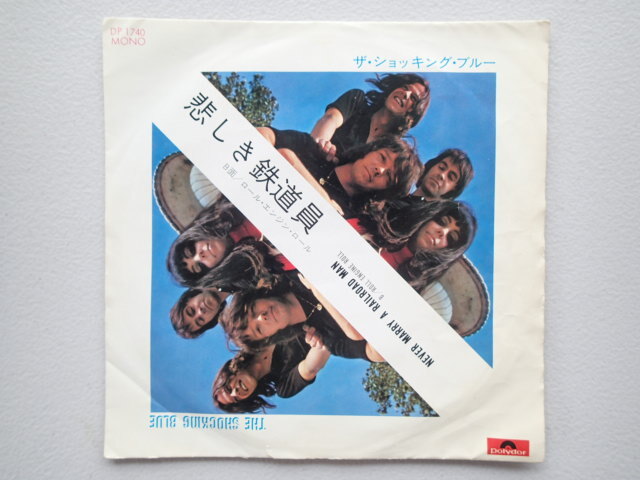 DP 1740
MONO
ザ・ショッキング・ブルー
悲しき鉄道員
B面/ロール・エンジン・ロール
NEVER MARRY A RAILROAD MAN
B ROLL ENGINE ROLL
THE SHOCKING BLUE
Polydor